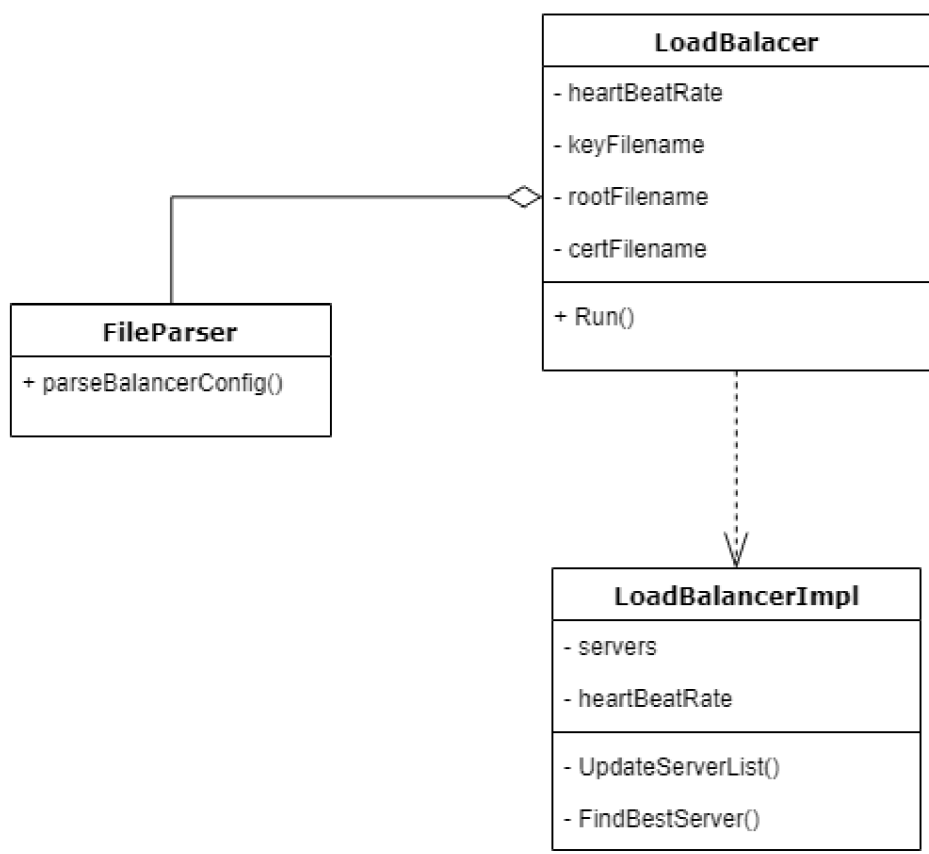 LoadBalacer
- heartBeatRate
- keyFilename
- rootFilename
- certFilename
+ Run()
FileParser
+ parseBalancerConfig()
LoadBalancerImpl
- servers
- heartBeatRate
- UpdateServerList()
- FindBestServer()